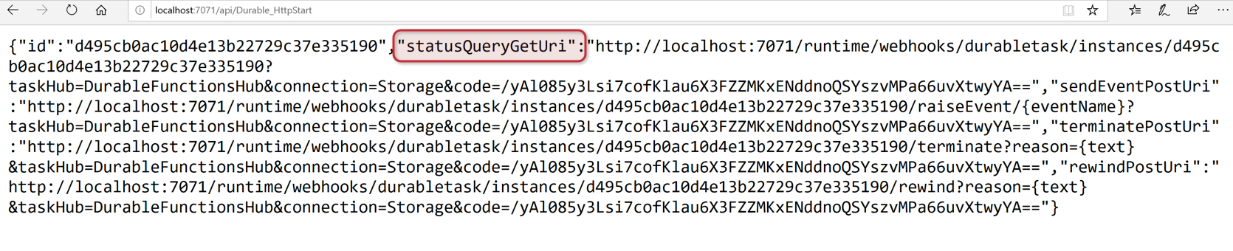 localhost:7071/api/Durable_HttpStart
{"id":"d495cb0ac10d4e13b22729c37e335190","statusQueryGetUri":"http://localhost:7071/runtime/webhooks/durabletask/instances/d495c
b0ac10d4e13b22729c37e335190?
taskHub=DurableFunctionsHub&connection=Storage&code=/yAl085y3Lsi7cofKlau6X3FZZMKxENddnoQSYszvMPa66uvXtwyYA==","sendEventPostUri"
:"http://localhost:7071/runtime/webhooks/durabletask/instances/d495cb0ac10d4e13b22729c37e335190/raiseEvent/{eventName}?
taskHub=DurableFunctionsHub&connection=Storage&code=/yAl085y3Lsi7cofKlau6X3FZZMKxENddnoQSYszvMPa66uvXtwyYA==","terminatePostUri"
:"http://localhost:7071/runtime/webhooks/durabletask/instances/d495cb0ac10d4e13b22729c37e335190/terminate?reason={text}
&taskHub=DurableFunctionsHub&connection=Storage&code=/yAl085y3Lsi7cofKlau6X3FZZMKxENddnoQSYszvMPa66uvXtwyYA==","rewindPostUri":"
http://localhost:7071/runtime/webhooks/durabletask/instances/d495cb0ac10d4e13b22729c37e335190/rewind?reason={text}
&taskHub=DurableFunctionsHub&connection=Storage&code=/yAl085y3Lsi7cofKlau6X3FZZMKxENddnoQSYszvMPa66uvXtwyYA=="}